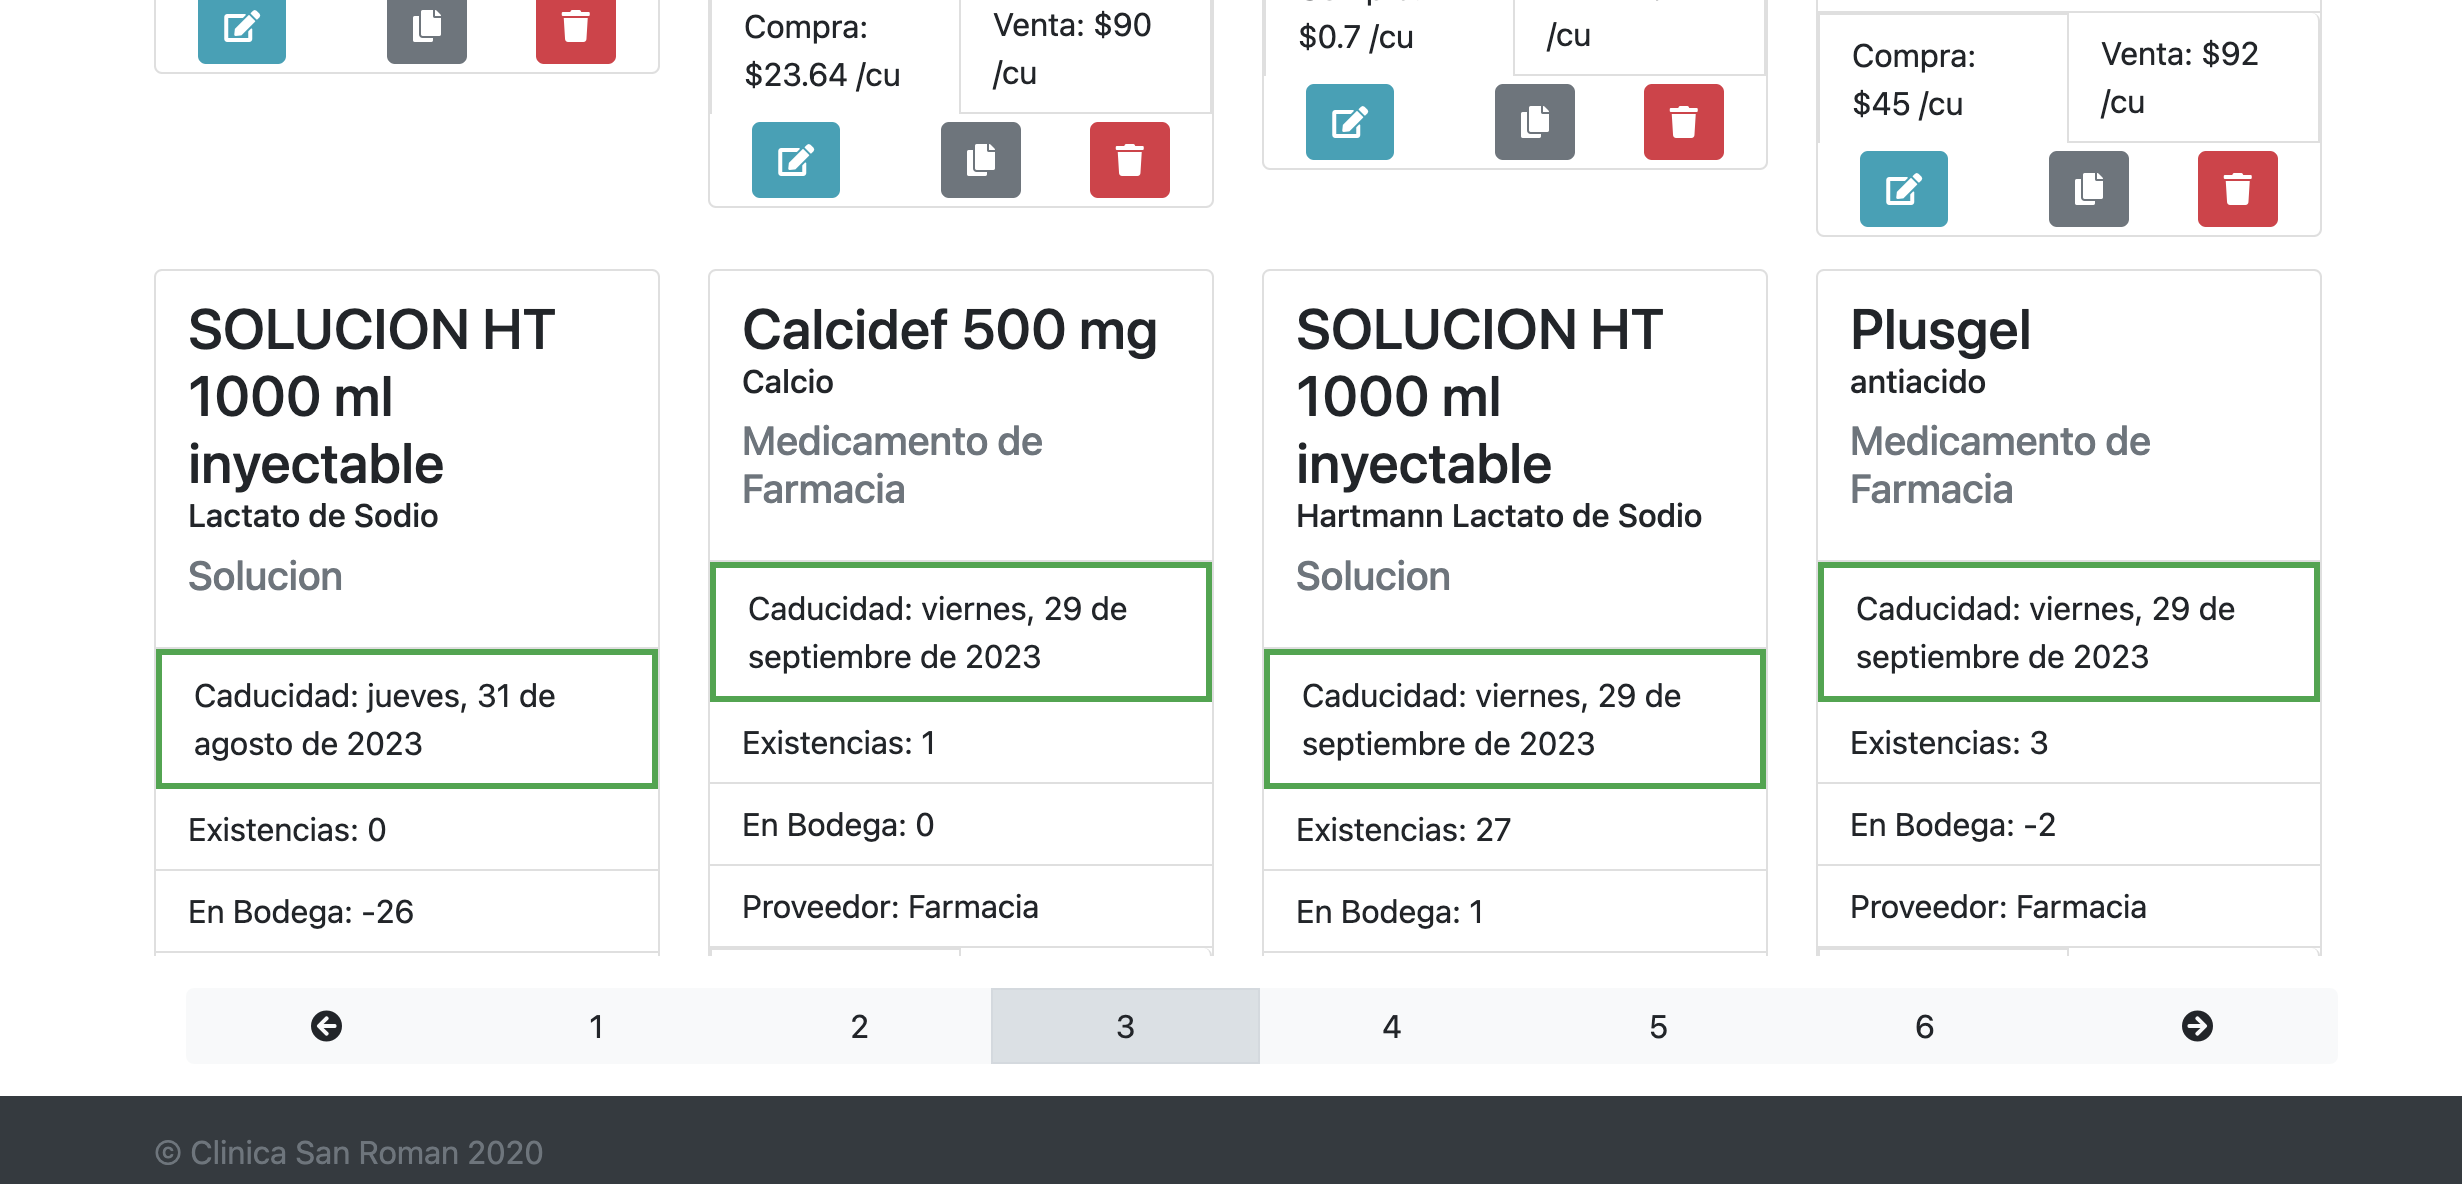 Compra:
$23.64 /cu
Venta: $90
/cu
$0.7 /cu
/cu
Compra:
$45 /cu
Venta: $92
/cu
SOLUCION HT
1000 ml
inyectable
Lactato de Sodio
Solucion
Caducidad: jueves, 31 de
agosto de 2023
Existencias: 0
En Bodega: -26
Calcidef 500 mg
Calcio
Medicamento de
Farmacia
Caducidad: viernes, 29 de
septiembre de 2023
Existencias: 1
En Bodega: 0
Proveedor: Farmacia
SOLUCION HT
1000 ml
inyectable
Hartmann Lactato de Sodio
Solucion
Caducidad: viernes, 29 de
septiembre de 2023
Existencias: 27
En Bodega: 1
Plusgel
antiacido
Medicamento de
Farmacia
Caducidad: viernes, 29 de
septiembre de 2023
Existencias: 3
En Bodega: -2
Proveedor: Farmacia
1 2 3 4 5 6
© Clinica San Roman 2020